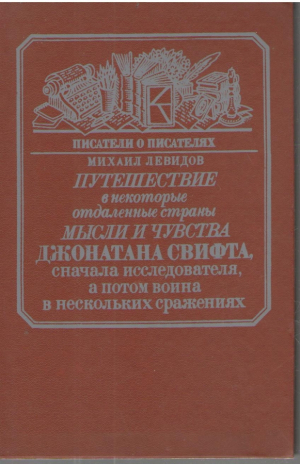 ПИСАТЕЛИ О ПИСАТЕЛЯХ
МИХАИЛ ЛЕВИДОВ
ПУТЕШЕСТВИЕ
в некоторые
отдаленные страны
МЫСЛИ И ЧУВСТВА
ДЖОНАТАНА СВИФТА,
сначала исследователя,
а потом воина
в нескольких сражениях